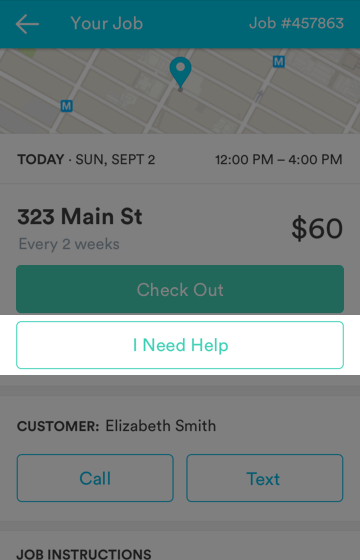 Your Job
Job #457863
M
M
TODAY · SUN, SEPT 2
12:00 PM – 4:00 PM
323 Main St
$60
Every 2 weeks
Check Out
I Need Help
CUSTOMER: Elizabeth Smith
Call
Text
JOB INSTRUCTIONS